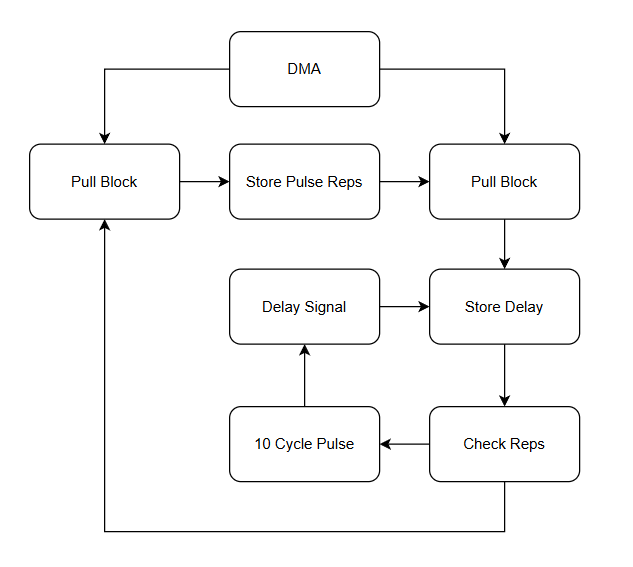 DMA
Pull Block
Store Pulse Reps
Pull Block
Delay Signal
Store Delay
10 Cycle Pulse
Check Reps